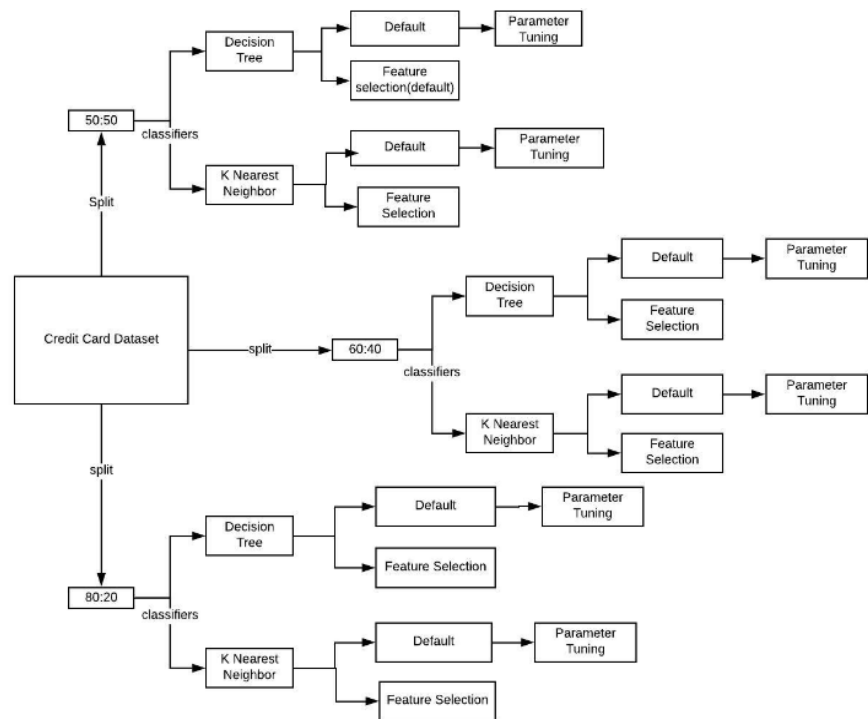 Decision
Tree
Default
Parameter
Tuning
Feature
selection(default)
50:50
classifiers
K Nearest
Neighbor
Default
Parameter
Tuning
Feature
Selection
Split
Credit Card Dataset
split
60:40
classifiers
Decision
Tree
Default
Parameter
Tuning
Feature
Selection
K Nearest
Neighbor
Default
Parameter
Tuning
Feature
Selection
split
80:20
classifiers
Decision
Tree
Default
Parameter
Tuning
Feature Selection
K Nearest
Neighbor
Default
Parameter
Tuning
Feature Selection